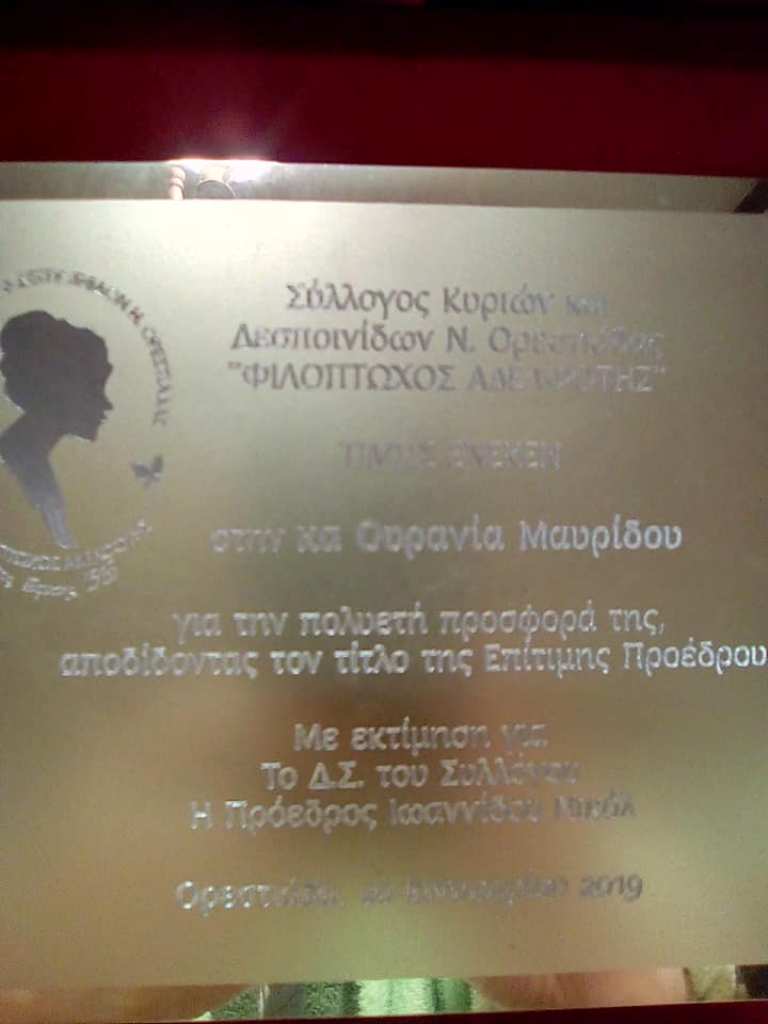 Σύλλογος Κυριών και
Δεσποινίδων Ν. Ορεστιάδας
"ΦΙΛΟΠΤΩΧΟΣ ΑΔΕΛΦΟΤΗΣ"
ΤΙΜΗΣ ΕΝΕΚΕΝ
στην κα Ουρανία Μαυρίδου
για την πολυετή προσφορά της,
αποδίδοντας τον τίτλο της Επίτιμης Προέδρου
Με εκτίμηση για
Το Δ.Σ. του Συλλόγου
Η Πρόεδρος Ιωαννίδου Νικόλ
Ορεστιάδα, 2019